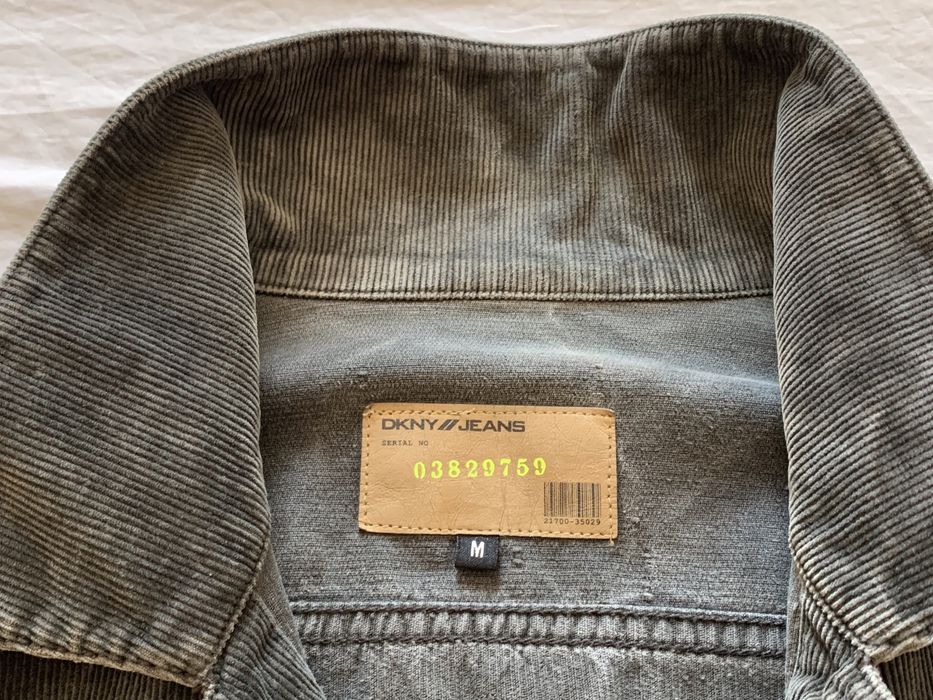 DKNY///JEANS
SERIAL NO
03829759
21700-35029
M